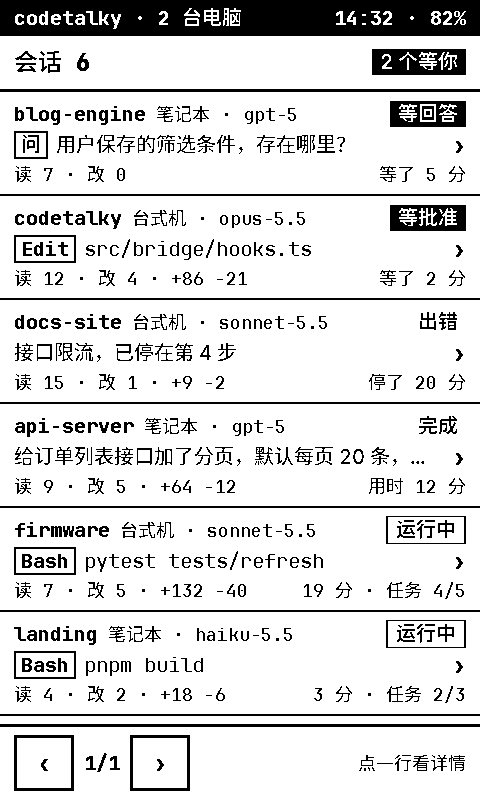 codetalky · 2 台电脑 14:32 · 82%
会话 6 2 个等你
blog-engine 笔记本 · gpt-5 等回答
问 用户保存的筛选条件，存在哪里？ ›
读 7 · 改 0 等了 5 分
codetalky 台式机 · opus-5.5 等批准
Edit src/bridge/hooks.ts ›
读 12 · 改 4 · +86 -21 等了 2 分
docs-site 台式机 · sonnet-5.5 出错
接口限流，已停在第 4 步 ›
读 15 · 改 1 · +9 -2 停了 20 分
api-server 笔记本 · gpt-5 完成
给订单列表接口加了分页，默认每页 20 条，… ›
读 9 · 改 5 · +64 -12 用时 12 分
firmware 台式机 · sonnet-5.5 运行中
Bash pytest tests/refresh ›
读 7 · 改 5 · +132 -40 19 分 · 任务 4/5
landing 笔记本 · haiku-5.5 运行中
Bash pnpm build ›
读 4 · 改 2 · +18 -6 3 分 · 任务 2/3
‹ 1/1 › 点一行看详情